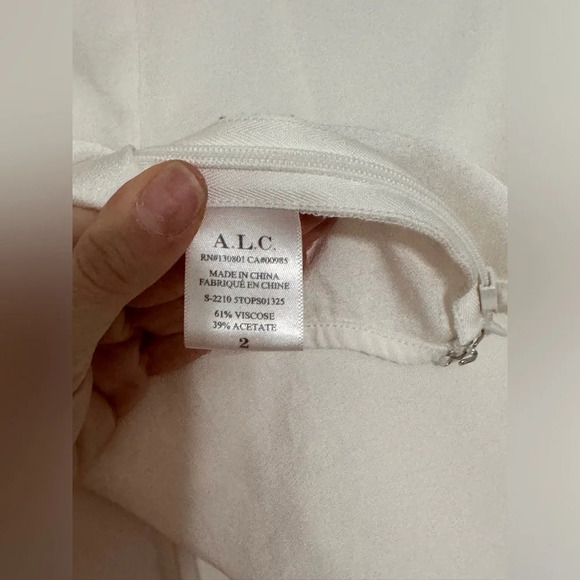 A.L.C.
RN#130801 CA#00985
MADE IN CHINA
FABRIQUÉ EN CHINE
S-2210 5TOPS01325
61% VISCOSE
39% ACETATE
2